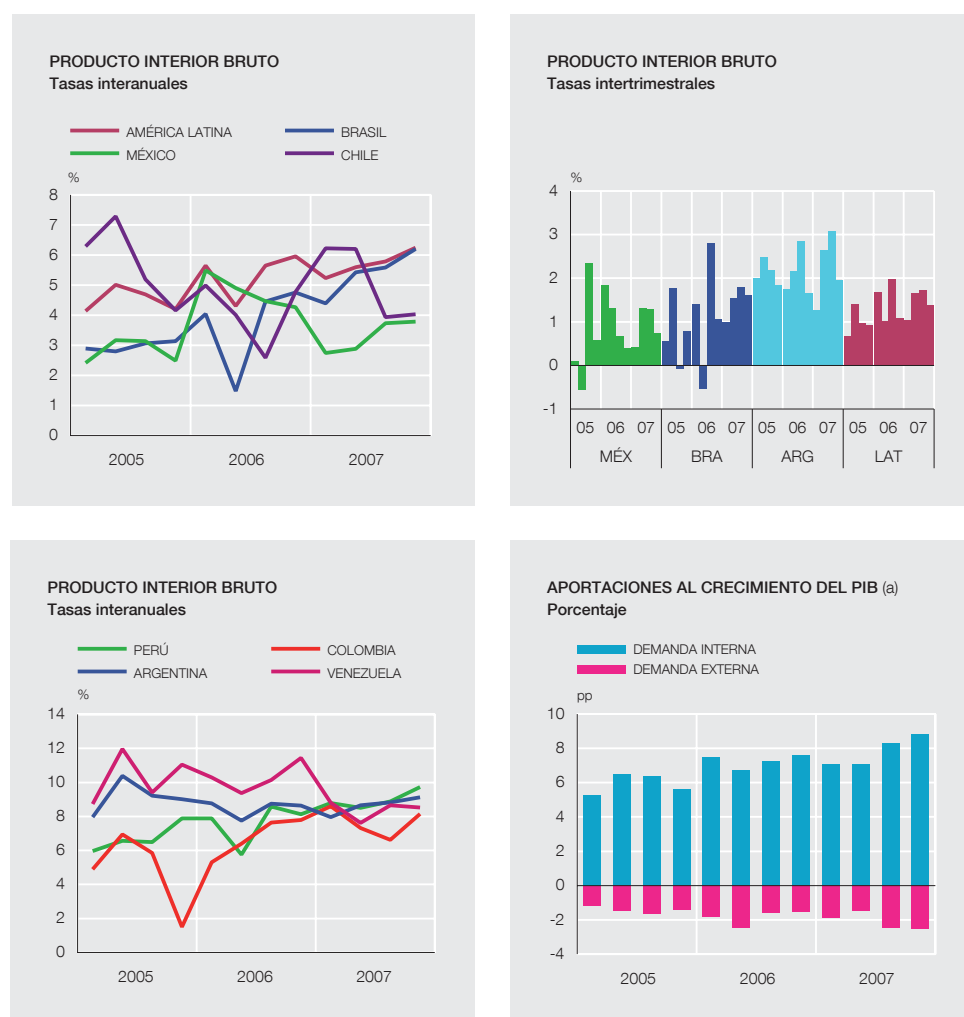 PRODUCTO INTERIOR BRUTO
Tasas interanuales
AMÉRICA LATINA
BRASIL
MÉXICO
CHILE
%
8
7
6
5
4
3
2
1
0
2005 2006 2007
PRODUCTO INTERIOR BRUTO
Tasas intertrimestrales
%
4
3
2
1
0
-1
05 06 07 05 06 07 05 06 07 05 06 07
MÉX BRA ARG LAT
PRODUCTO INTERIOR BRUTO
Tasas interanuales
PERÚ
COLOMBIA
ARGENTINA
VENEZUELA
%
14
12
10
8
6
4
2
0
2005 2006 2007
APORTACIONES AL CRECIMIENTO DEL PIB (a)
Porcentaje
DEMANDA INTERNA
DEMANDA EXTERNA
pp
10
8
6
4
2
0
-2
-4
2005 2006 2007